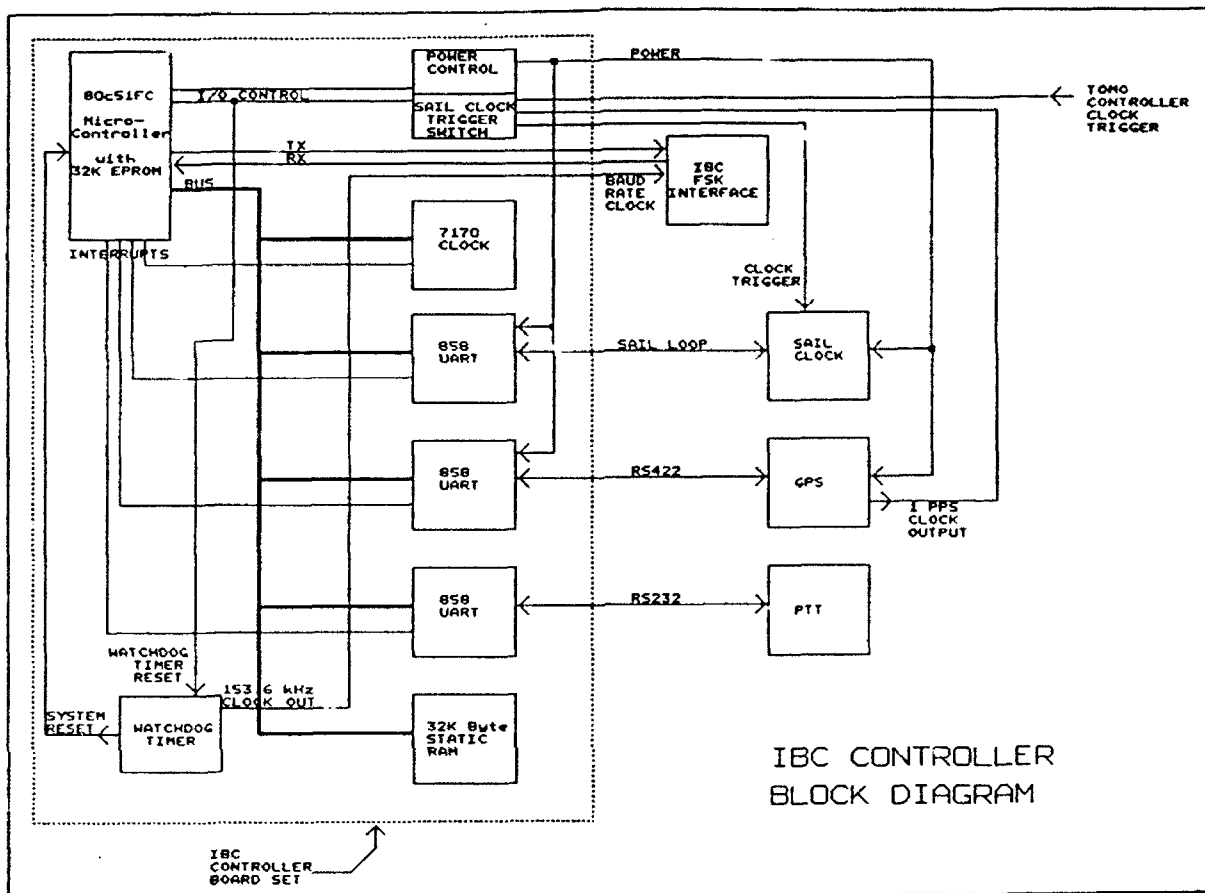 80c51FC
Micro-
Controller
with
32K EPROM
POWER
CONTROL
I/O CONTROL
SAIL CLOCK
TRIGGER
SWITCH
POWER
TOMO
CONTROLLER
CLOCK
TRIGGER
TX
RX
BUS
IBC
FSK
INTERFACE
BAUD
RATE
CLOCK
INTERRUPTS
7170
CLOCK
CLOCK
TRIGGER
858
UART
SAIL LOOP
SAIL
CLOCK
858
UART
RS422
GPS
1 PPS
CLOCK
OUTPUT
858
UART
RS232
PTT
WATCHDOG
TIMER
RESET
153.6 kHz
CLOCK OUT
SYSTEM
RESET
WATCHDOG
TIMER
32K Byte
STATIC
RAM
IBC CONTROLLER
BLOCK DIAGRAM
IBC
CONTROLLER
BOARD SET